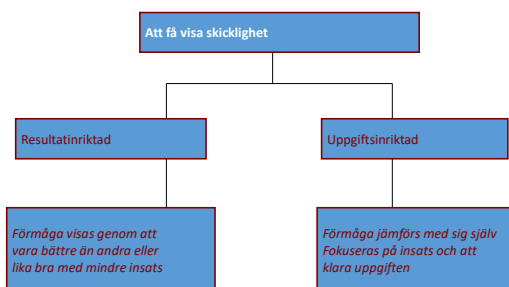 Att få visa skicklighet
Resultatinriktad
Uppgiftsinriktad
Förmåga visas genom att
vara bättre än andra eller
lika bra med mindre insats
Förmåga jämförs med sig själv
Fokuseras på insats och att
klara uppgiften